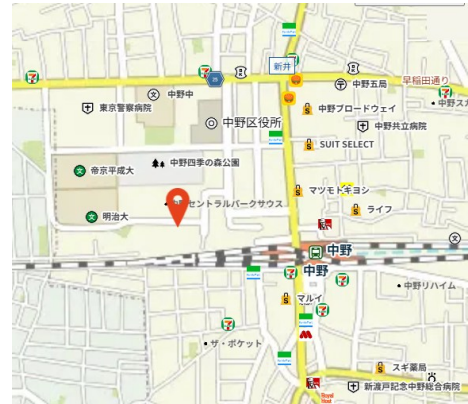 新井
25
早稲田通り
中野中
中野五局
東京警察病院
中野ブロードウェイ
中野区役所
中野共立病院
SUIT SELECT
中野四季の森公園
帝京平成大
マツモトキヨシ
セントラルパークサウス
ライフ
明治大
中野
中野
中野リハイム
マルイ
ザ・ポケット
スギ薬局
新渡戸記念中野総合病院